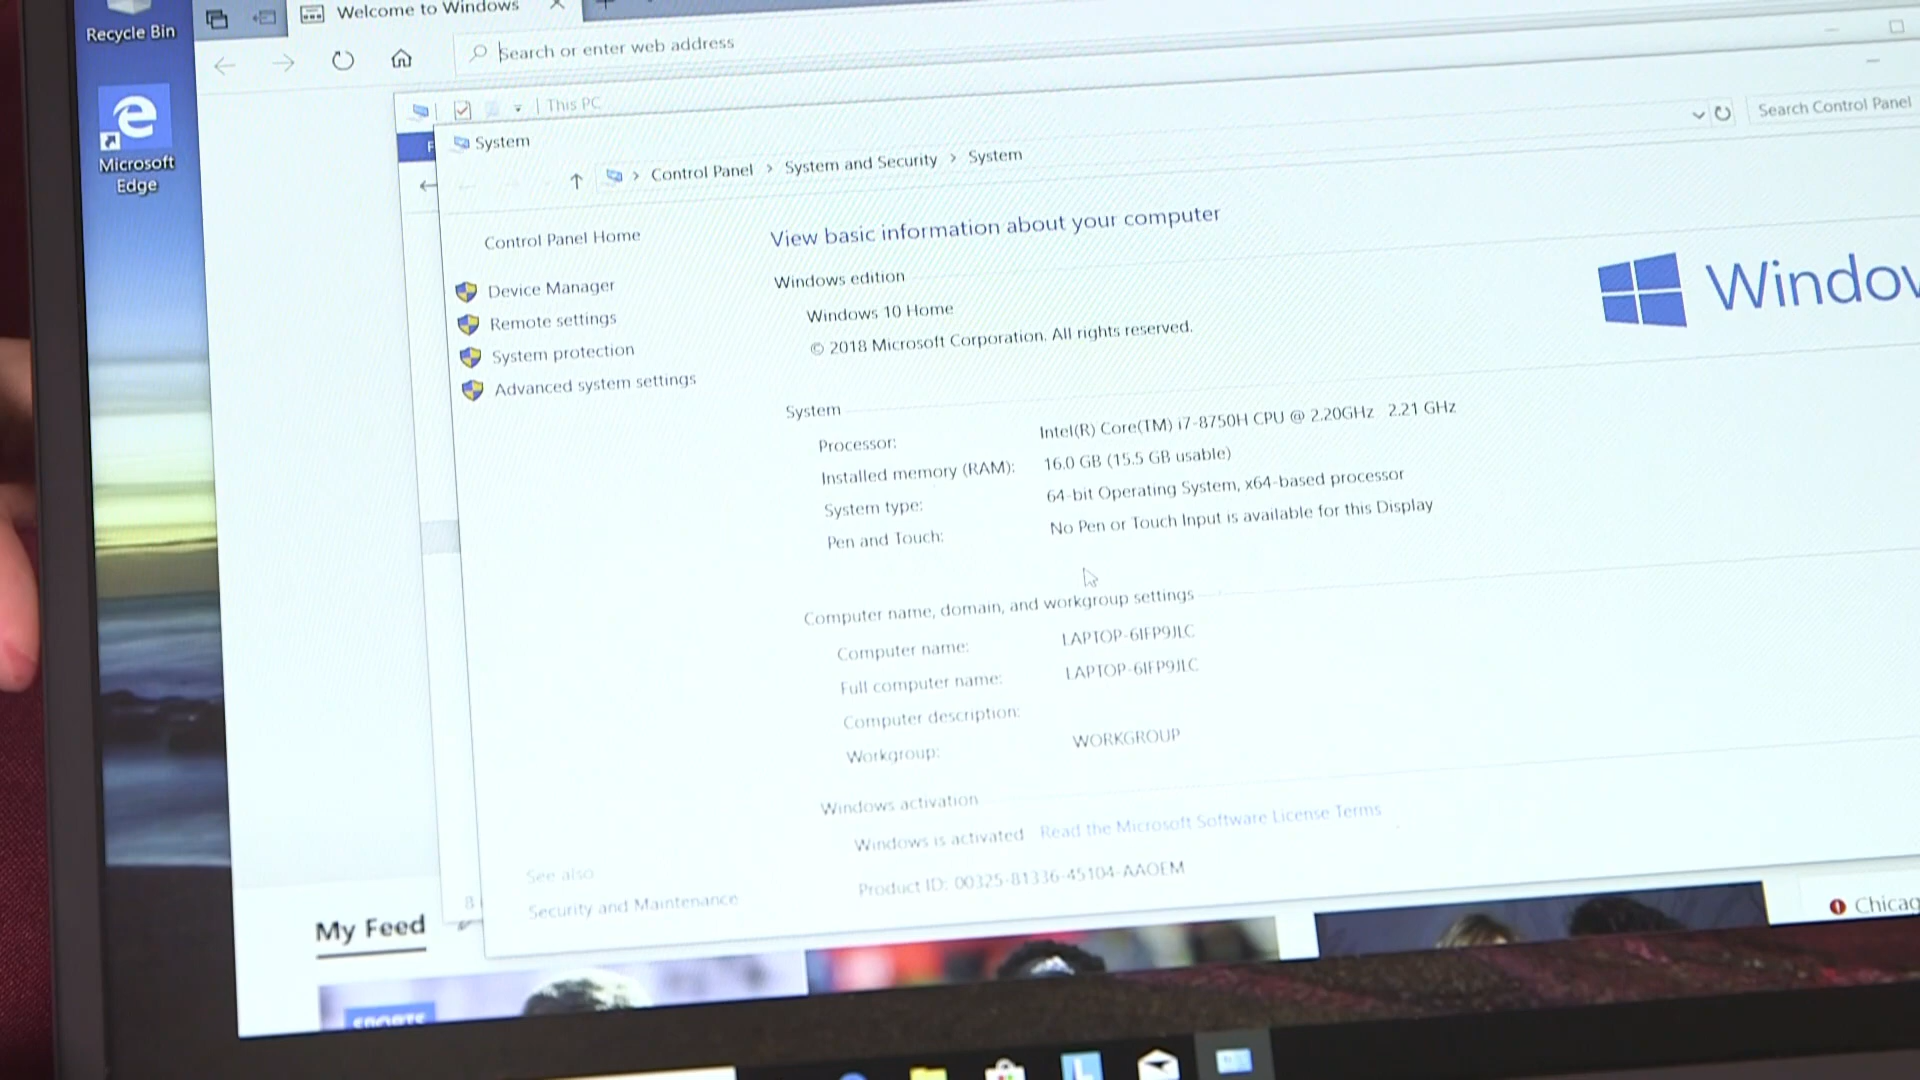 Recycle Bin
Welcome to Windows
Search or enter web address
Microsoft
Edge
This PC
F
System
Control Panel > System and Security > System
Search Control Panel
Control Panel Home
Device Manager
Remote settings
System protection
Advanced system settings
View basic information about your computer
Windows edition
Windows 10 Home
© 2018 Microsoft Corporation. All rights reserved.
Windo
System
Processor: Intel(R) Core(TM) i7-8750H CPU @ 2.20GHz 2.21 GHz
Installed memory (RAM): 16.0 GB (15.5 GB usable)
System type: 64-bit Operating System, x64-based processor
Pen and Touch: No Pen or Touch Input is available for this Display
Computer name, domain, and workgroup settings
Computer name: LAPTOP-6IFP9JLC
Full computer name: LAPTOP-6IFP9JLC
Computer description:
Workgroup: WORKGROUP
Windows activation
Windows is activated Read the Microsoft Software License Terms
Product ID: 00325-81336-45104-AAOEM
See also
Security and Maintenance
8
My Feed
Chicag
SPORTS